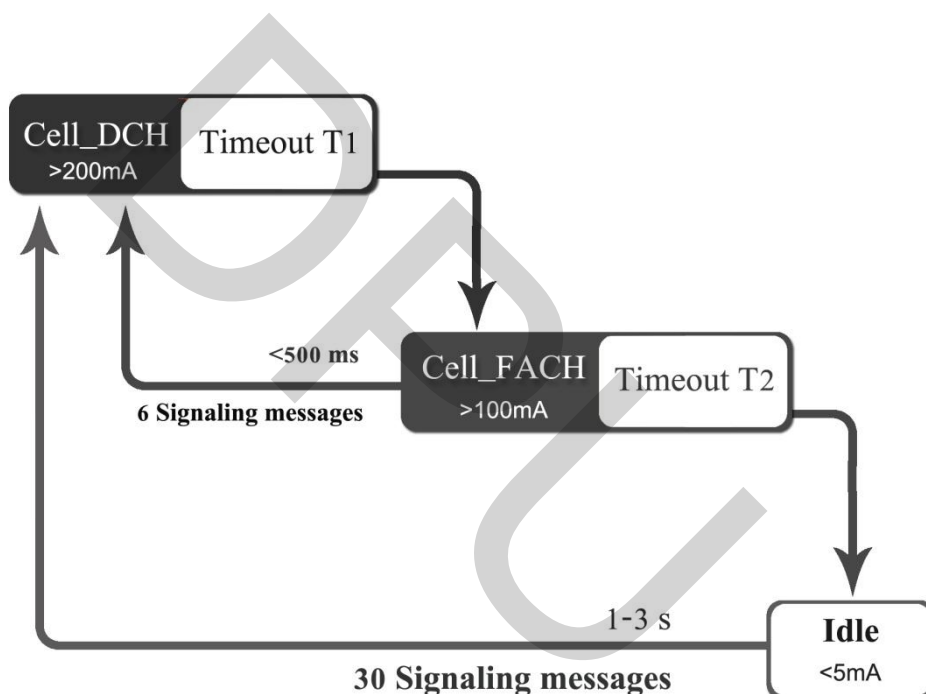 Cell_DCH
>200mA
Timeout T1
<500 ms
6 Signaling messages
Cell_FACH
>100mA
Timeout T2
1-3 s
30 Signaling messages
Idle
<5mA
DPU